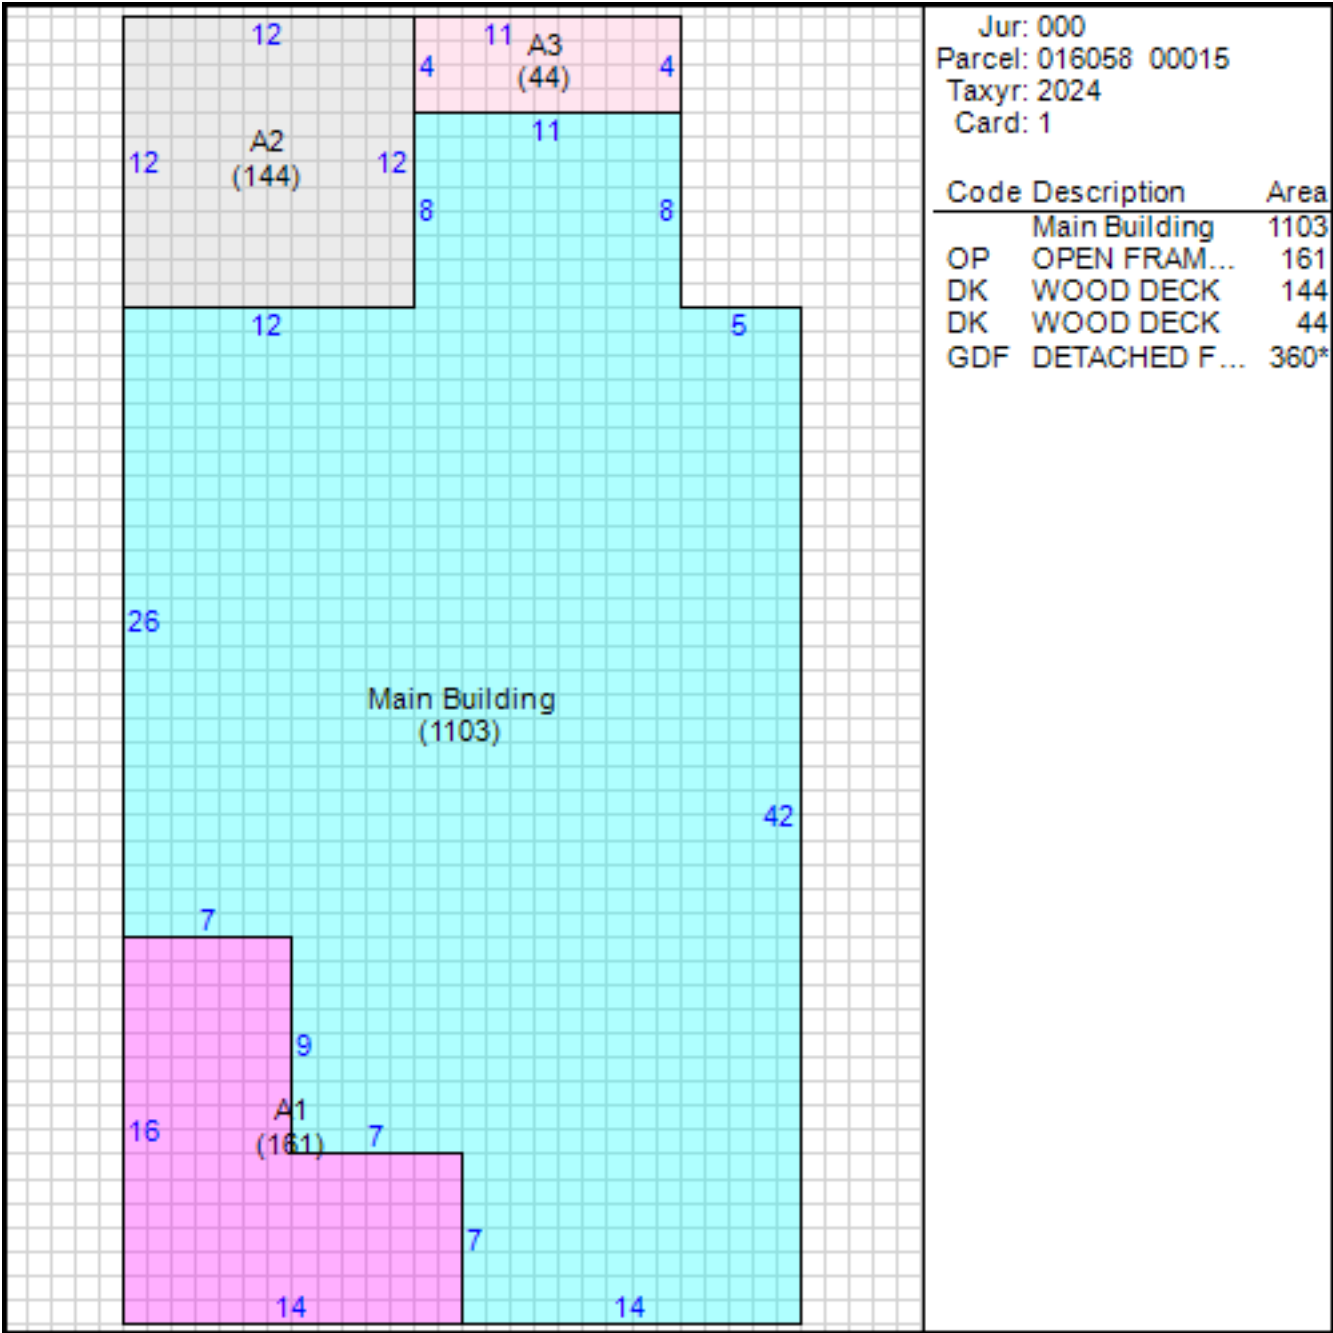 12
11
A3
(44)
4
4
11
A2
(144)
12
12
8
8
12
5
26
Main Building
(1103)
42
7
9
A1
(161)
16
7
7
14
14
Jur: 000
Parcel: 016058 00015
Taxyr: 2024
Card: 1
Code Description Area
Main Building 1103
OP OPEN FRAM... 161
DK WOOD DECK 144
DK WOOD DECK 44
GDF DETACHED F... 360*